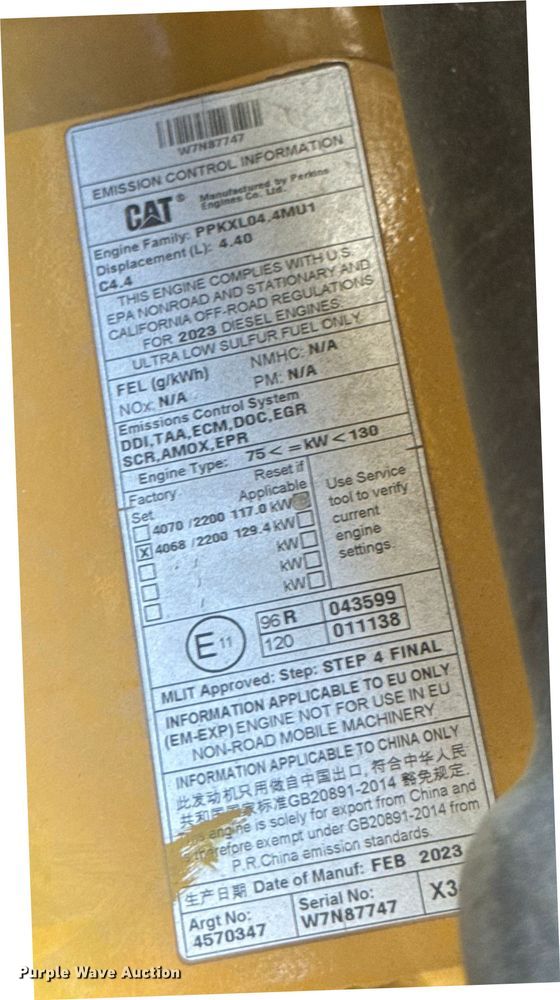 W7N87747
EMISSION CONTROL INFORMATION
CAT® Manufactured by Perkins
Engines Co. Ltd.
Engine Family: PPKXL04.4MU1
Displacement (L): 4.40
C4.4
THIS ENGINE COMPLIES WITH U.S.
EPA NONROAD AND STATIONARY AND
CALIFORNIA OFF-ROAD REGULATIONS
FOR 2023 DIESEL ENGINES.
ULTRA LOW SULFUR FUEL ONLY
FEL (g/kWh) NMHC: N/A
NOx: N/A PM: N/A
Emissions Control System
DDI,TAA,ECM,DOC,EGR
SCR,AMOX,EPR
Engine Type: 75 < = kW < 130
Factory Reset if
Set Applicable
4070 /2200 117.0 kW
X 4068 /2200 129.4 kW
/ kW
/ kW
/ kW
Use Service
tool to verify
current
engine
settings.
E 11
96 R 043599
120 011138
MLIT Approved: Step: STEP 4 FINAL
INFORMATION APPLICABLE TO EU ONLY
(EM-EXP) ENGINE NOT FOR USE IN EU
NON-ROAD MOBILE MACHINERY
INFORMATION APPLICABLE TO CHINA ONLY
此发动机只用做自中国出口, 符合中华人民
共和国国家标准GB20891-2014 豁免规定.
This engine is solely for export from China and
is therefore exempt under GB20891-2014 from
P.R.China emission standards
生产日期 Date of Manuf: FEB 2023
Argt No: Serial No: X3
4570347 W7N87747
Purple Wave Auction